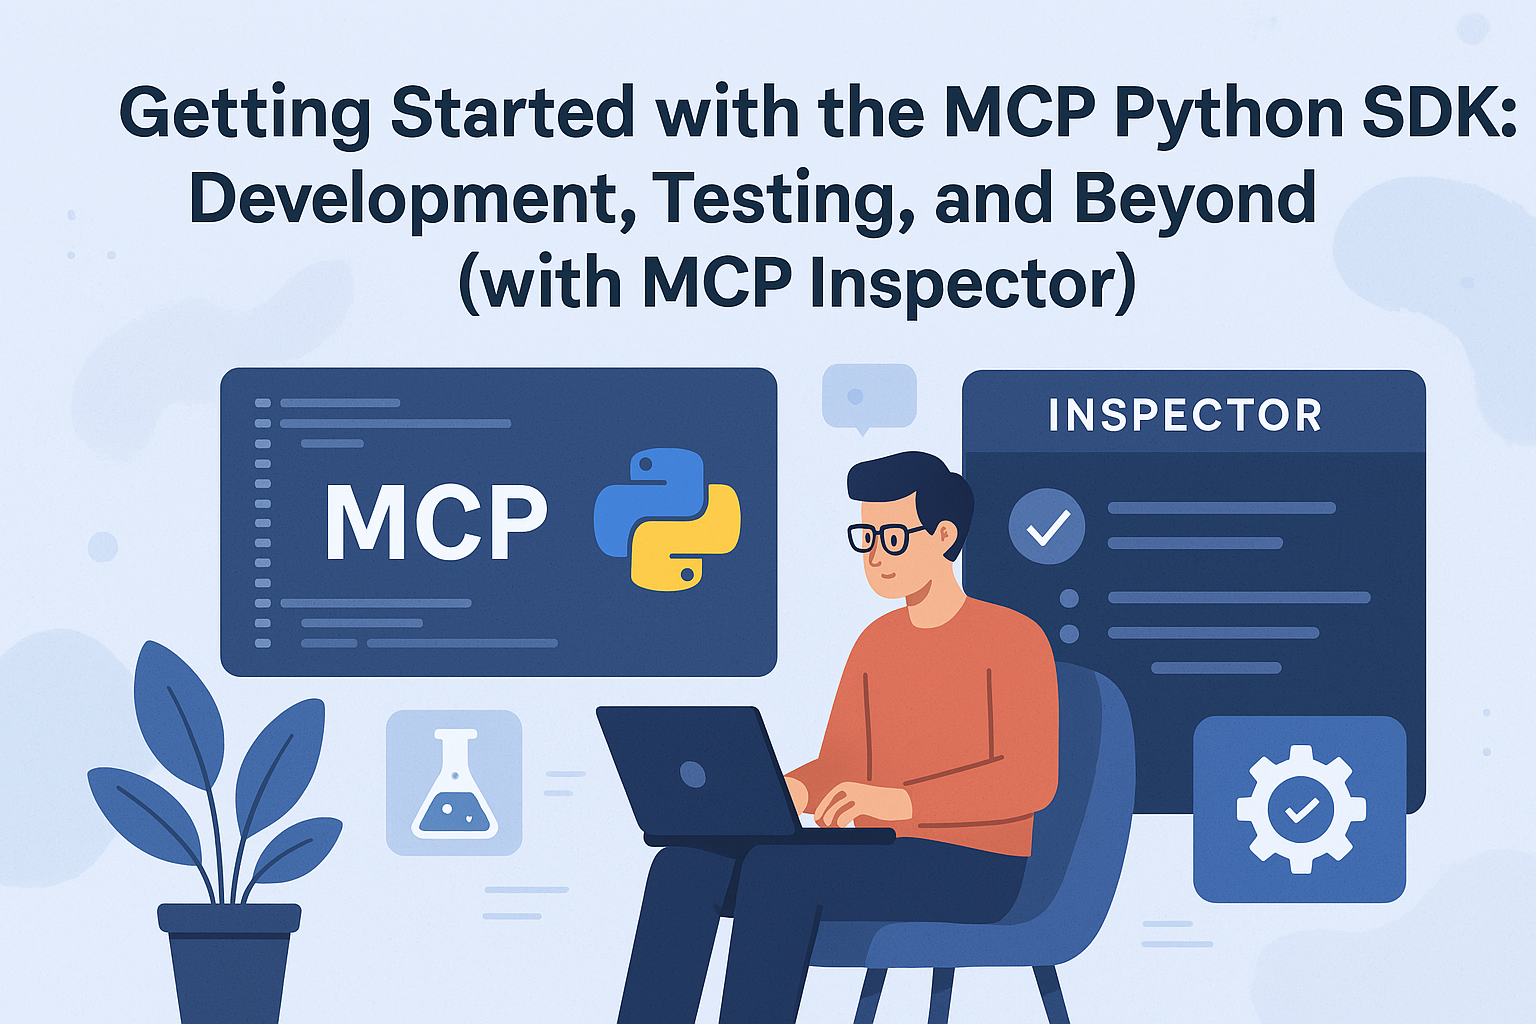 Getting Started with the MCP Python SDK:
Development, Testing, and Beyond
(with MCP Inspector)
MCP
INSPECTOR